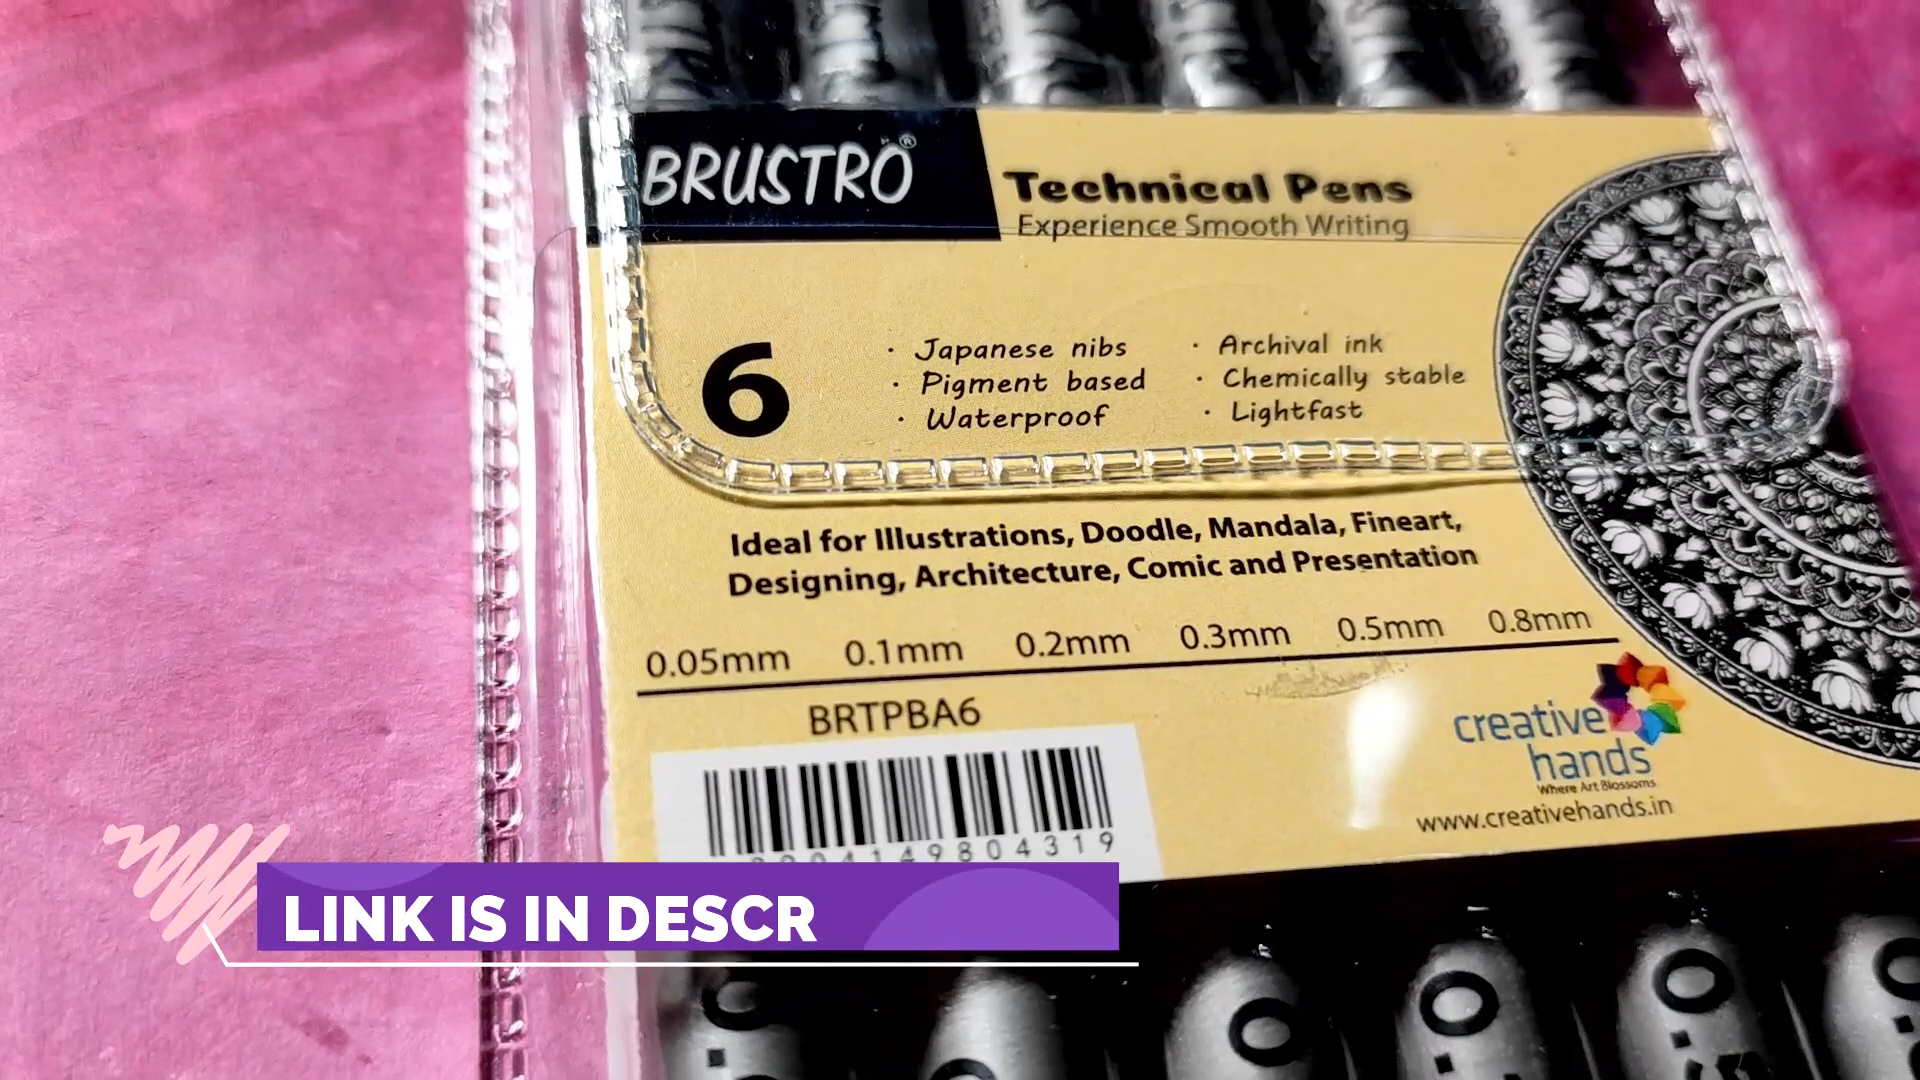 BRUSTRO®
Technical Pens
Experience Smooth Writing
6
· Japanese nibs
· Pigment based
· Waterproof
· Archival ink
· Chemically stable
· Lightfast
Ideal for Illustrations, Doodle, Mandala, Fineart,
Designing, Architecture, Comic and Presentation
0.05mm 0.1mm 0.2mm 0.3mm 0.5mm 0.8mm
BRTPBA6
4149804319
creative
hands
Where Art Blossoms
www.creativehands.in
LINK IS IN DESCR